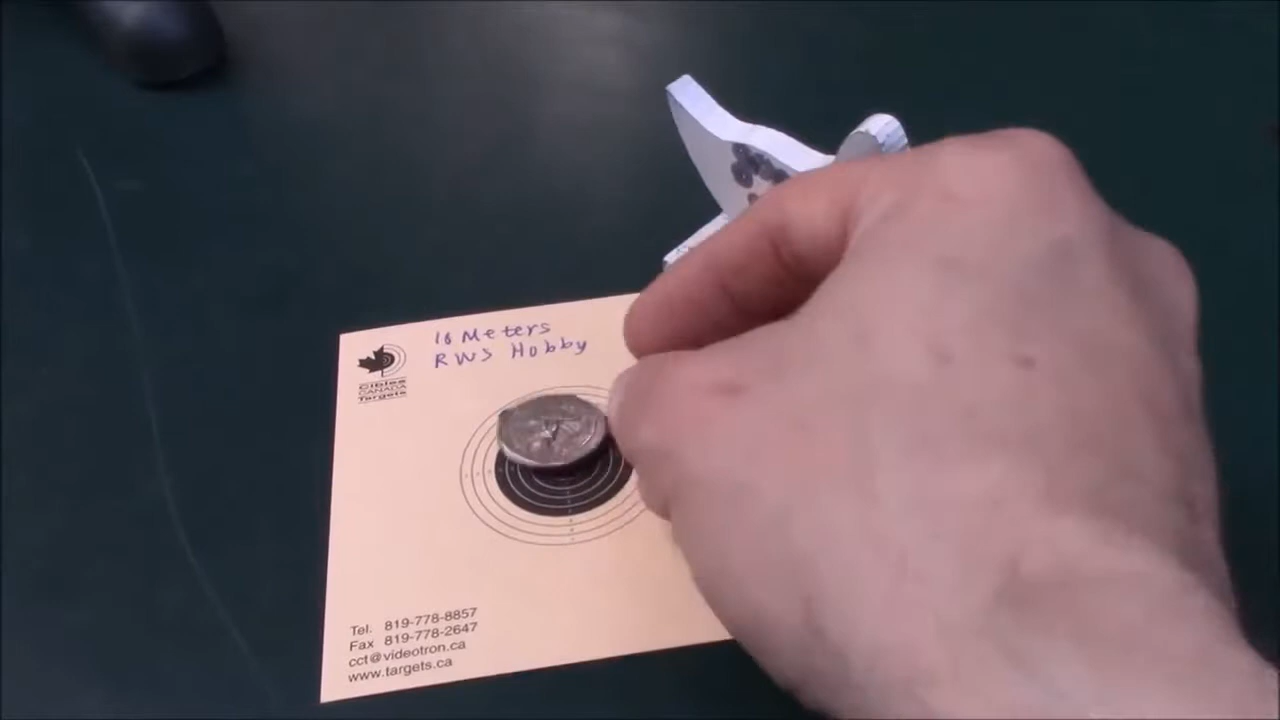 16 Meters
RWS Hobby
Cibles
CANADA
Targets
Tel. 819-778-8857
Fax 819-778-2647
cct@videotron.ca
www.targets.ca